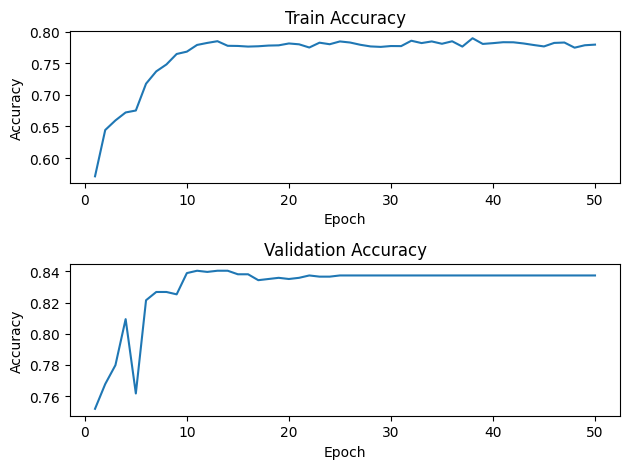 Train Accuracy
0.80
0.75
0.70
0.65
0.60
Accuracy
0 10 20 30 40 50
Epoch
Validation Accuracy
0.84
0.82
0.80
0.78
0.76
Accuracy
0 10 20 30 40 50
Epoch